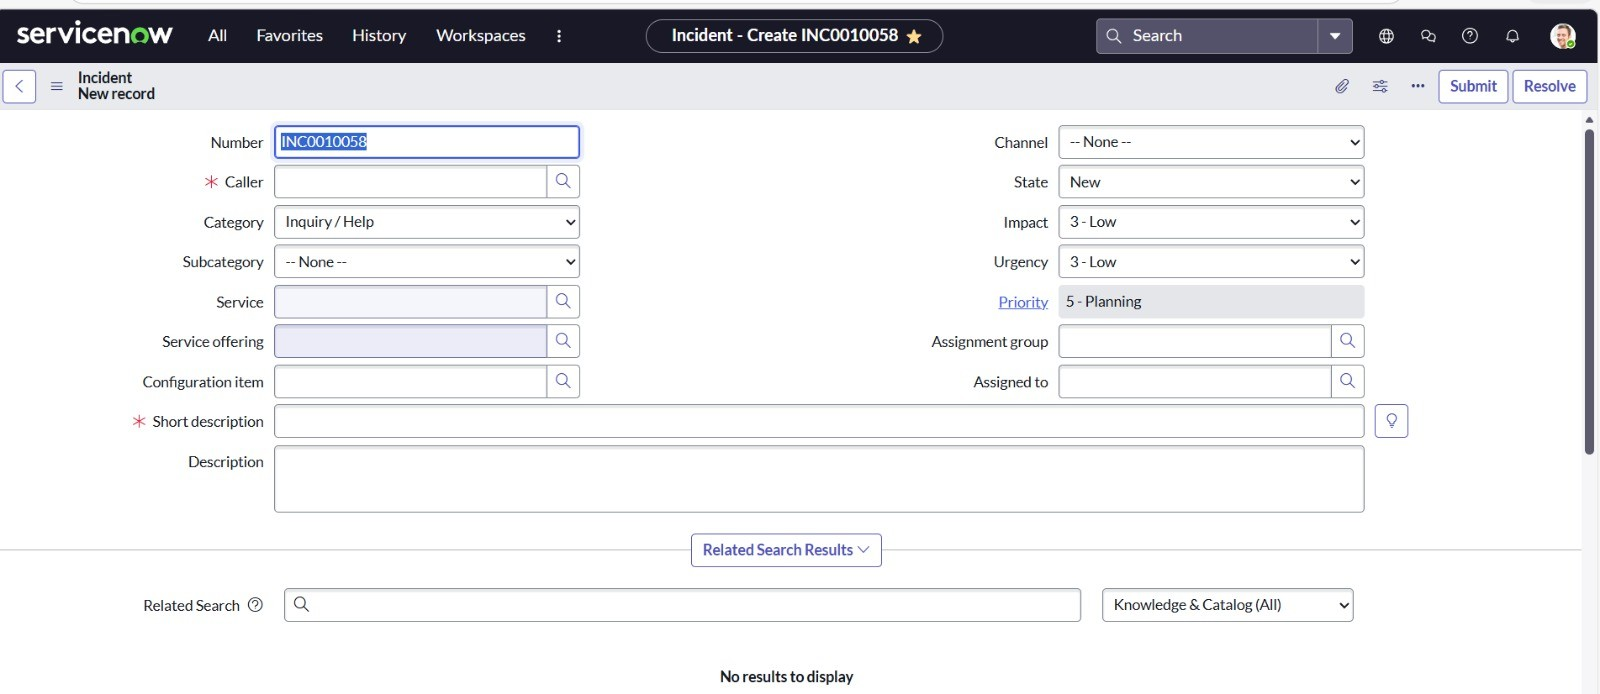 servicenow All Favorites History Workspaces Incident - Create INC0010058 Search
Incident
New record
Submit Resolve
Number INC0010058 Channel -- None --
* Caller State New
Category Inquiry / Help Impact 3 - Low
Subcategory -- None -- Urgency 3 - Low
Service Priority 5 - Planning
Service offering Assignment group
Configuration item Assigned to
* Short description
Description
Related Search Results
Related Search Knowledge & Catalog (All)
No results to display